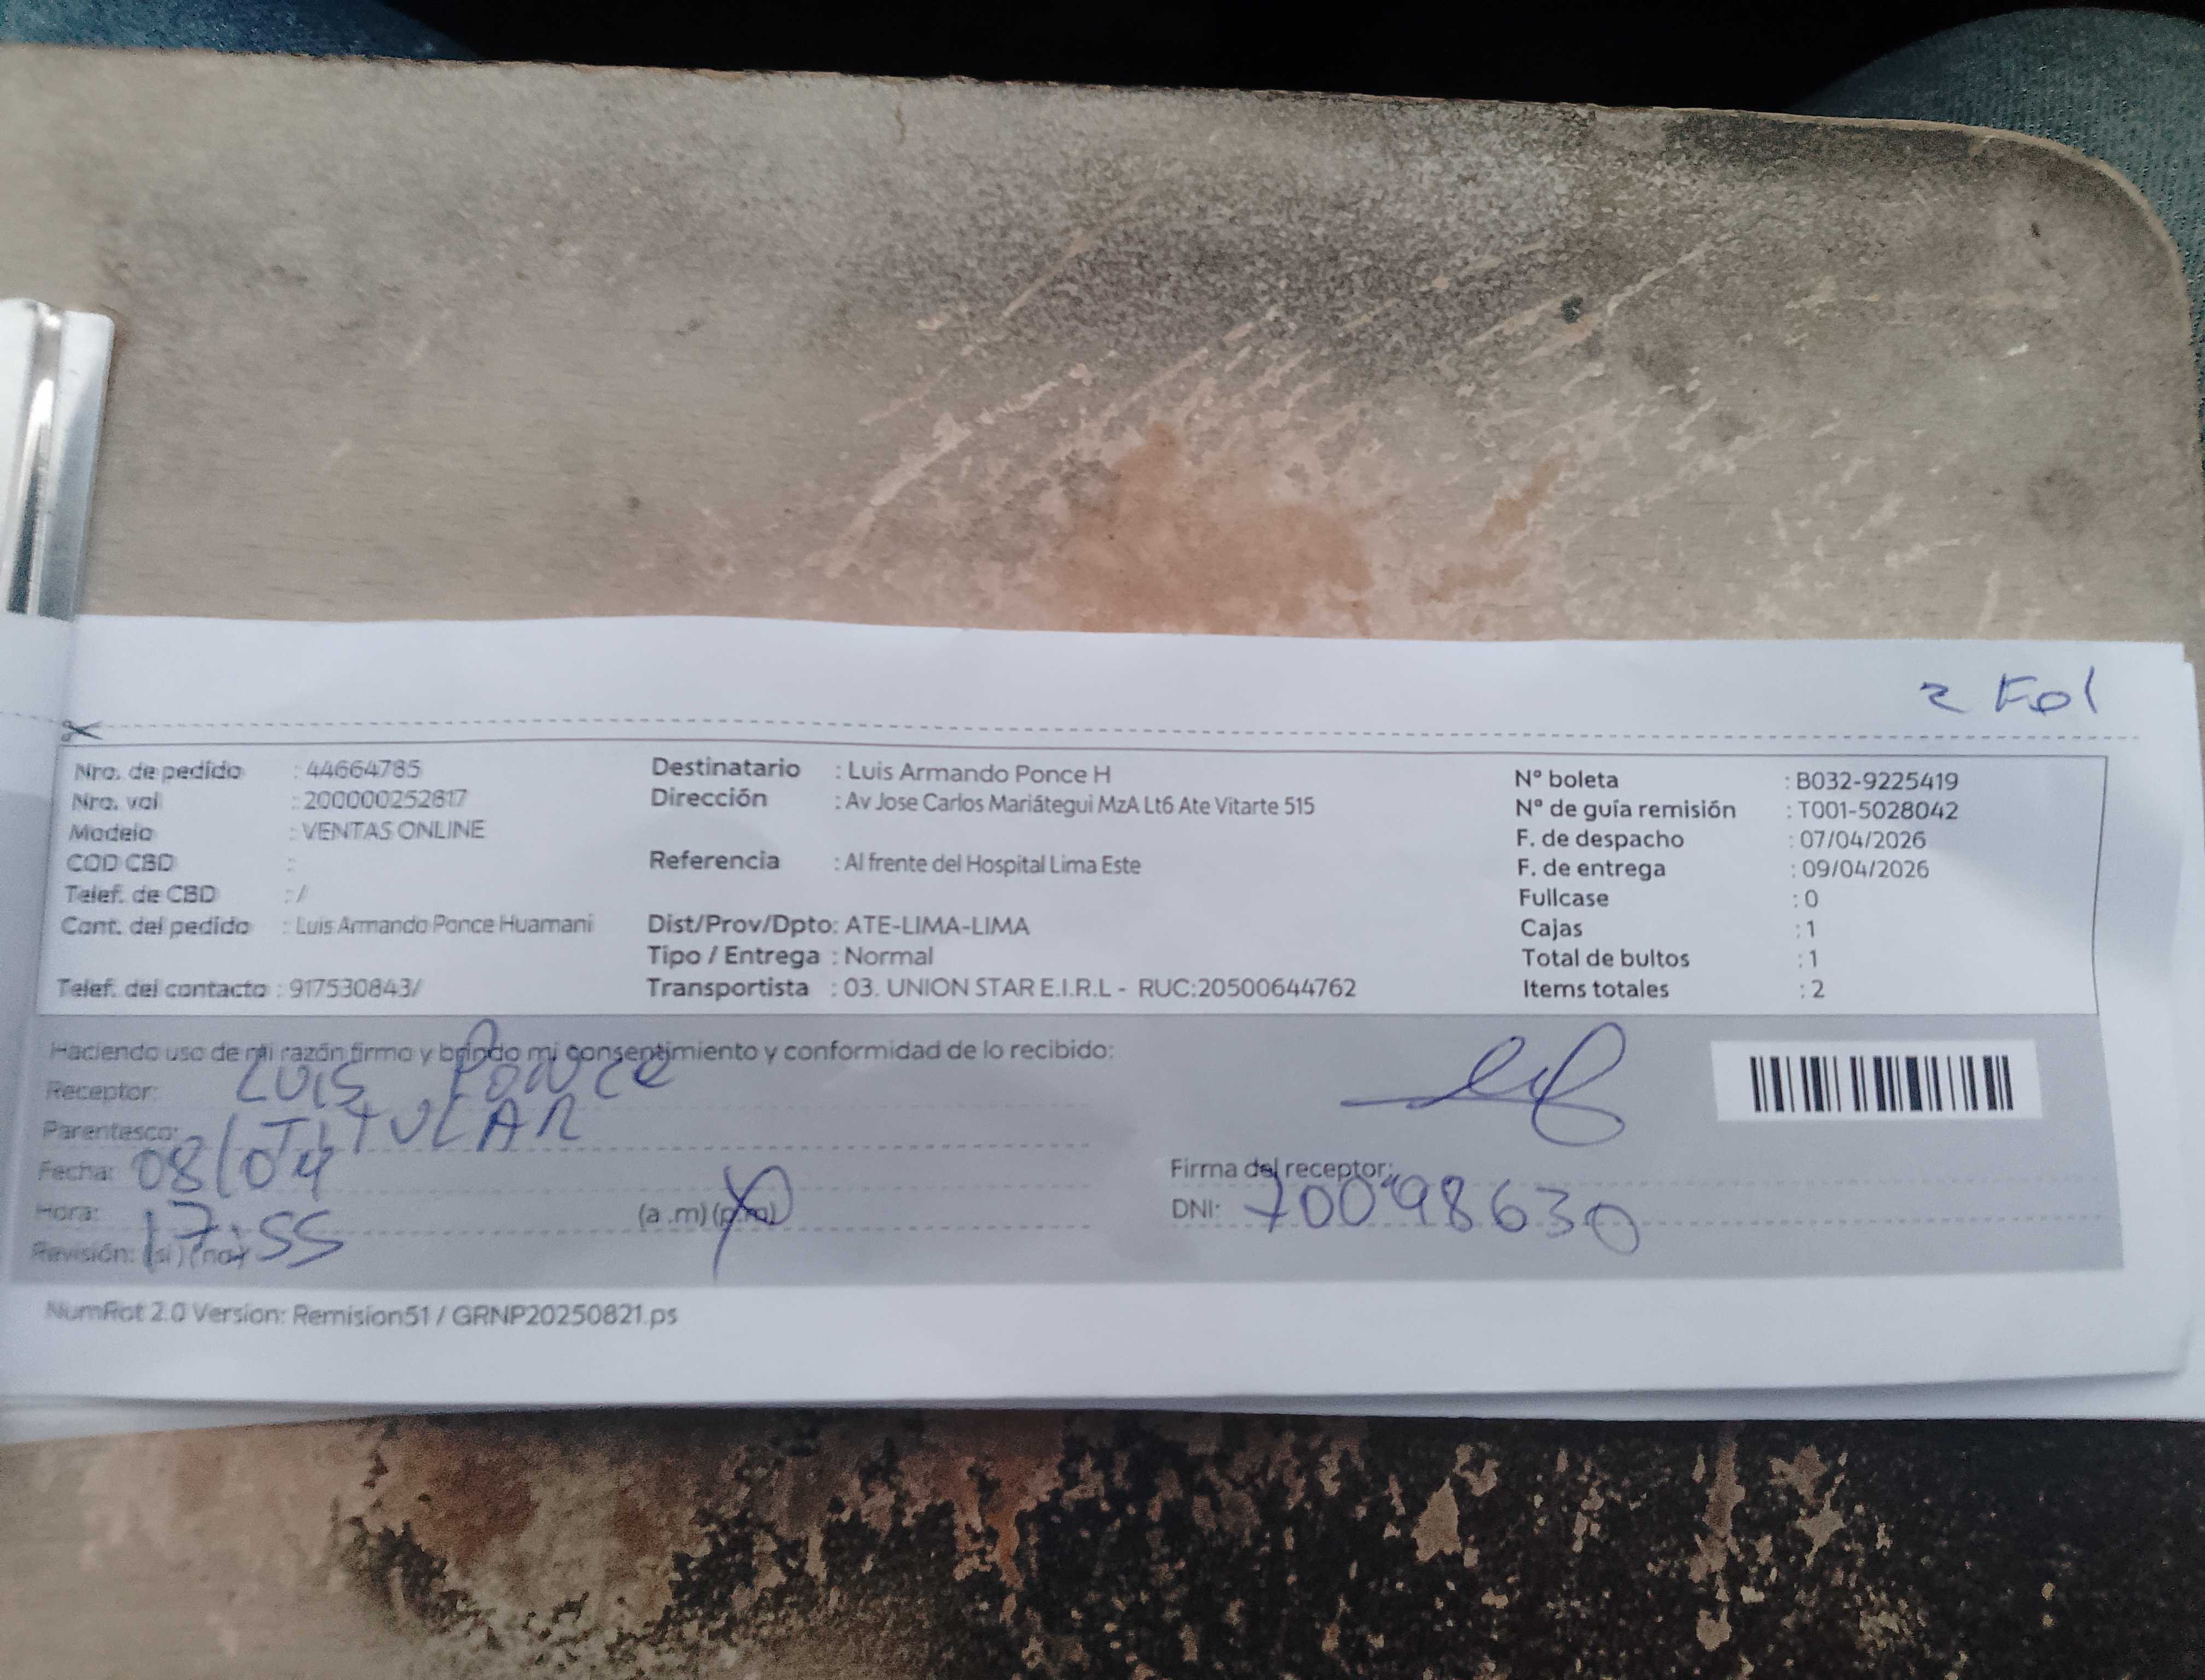 2 Fol
Nro. de pedido : 44664785
Nro. val : 200000252817
Modelo : VENTAS ONLINE
COD CBD :
Telef. de CBD : /
Cont. del pedido : Luis Armando Ponce Huamani
Telef. del contacto : 917530843/
Destinatario : Luis Armando Ponce H
Dirección : Av Jose Carlos Mariátegui MzA Lt6 Ate Vitarte 515
Referencia : Al frente del Hospital Lima Este
Dist/Prov/Dpto: ATE-LIMA-LIMA
Tipo / Entrega : Normal
Transportista : 03. UNION STAR E.I.R.L - RUC:20500644762
N° boleta : B032-9225419
N° de guía remisión : T001-5028042
F. de despacho : 07/04/2026
F. de entrega : 09/04/2026
Fullcase : 0
Cajas : 1
Total de bultos : 1
Items totales : 2
Haciendo uso de mi razón firmo y brindo mi consentimiento y conformidad de lo recibido:
Receptor: LUIS PONCE
Parentesco: TITULAR
Fecha: 08/04
Hora: 17:55 (a .m) (p.m)
Revisión: (si ) (no)
Firma del receptor:
DNI: 70098630
NumRot 2.0 Version: Remision51 / GRNP20250821.ps